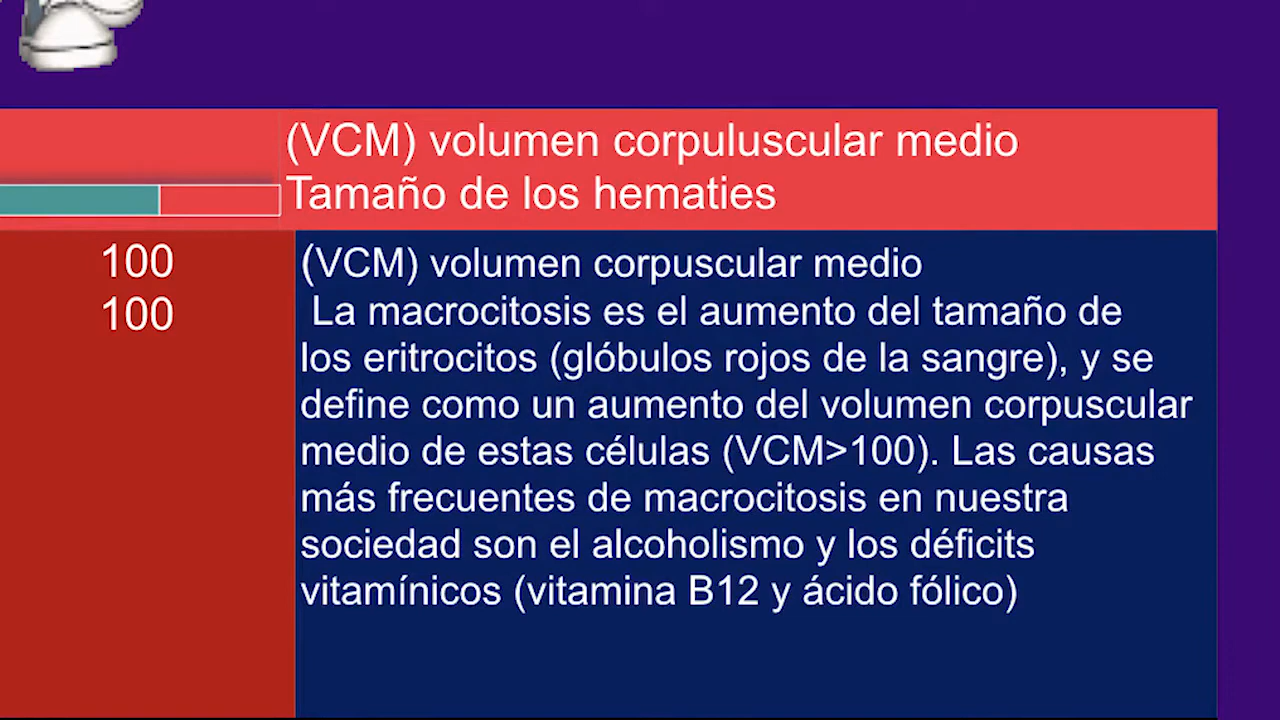 (VCM) volumen corpuluscular medio
Tamaño de los hematies
100
100
(VCM) volumen corpuscular medio
La macrocitosis es el aumento del tamaño de
los eritrocitos (glóbulos rojos de la sangre), y se
define como un aumento del volumen corpuscular
medio de estas células (VCM>100). Las causas
más frecuentes de macrocitosis en nuestra
sociedad son el alcoholismo y los déficits
vitamínicos (vitamina B12 y ácido fólico)